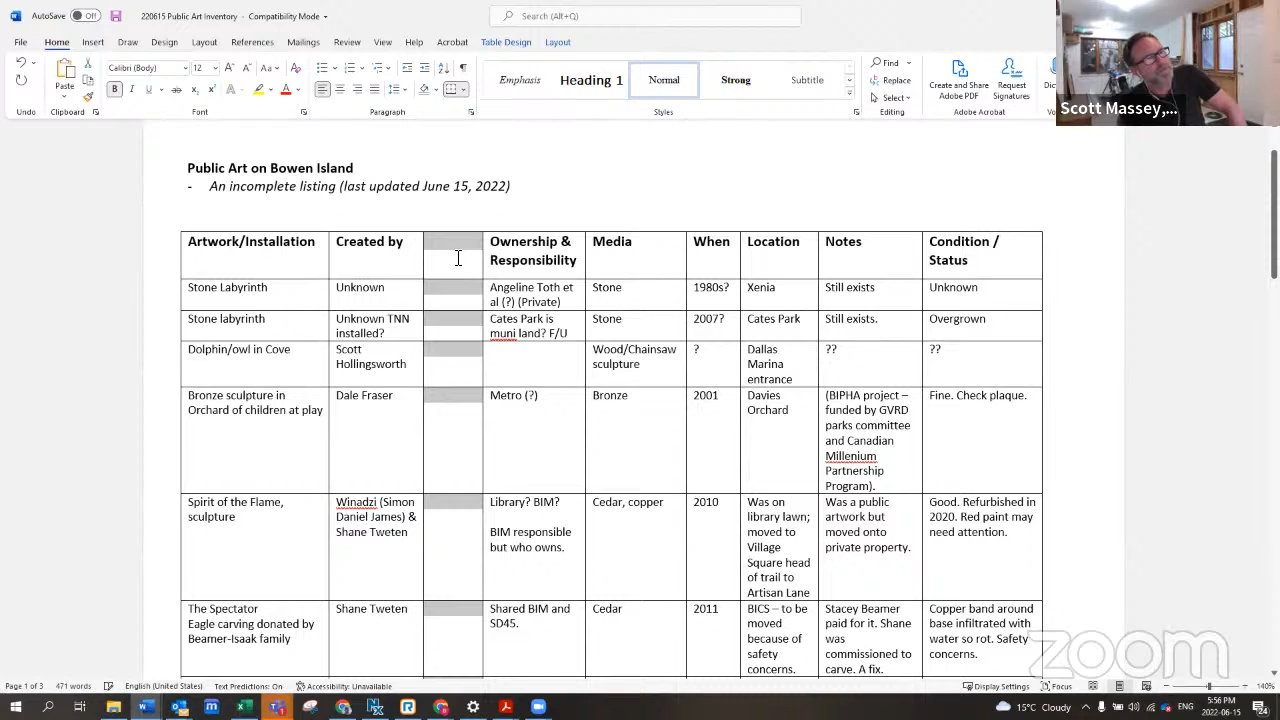 AutoSave Off 220615 Public Art Inventory - Compatibility Mode Search (Alt+Q)
File Home Insert Draw Design Layout References Mailings Review View Help Acrobat Table Design Layout
Calibri (Body) 12
Emphasis Heading 1 Normal Strong Subtitle
Paste
Find
Replace
Selecting
Create and Share Adobe PDF
Request Signatures
Undo Clipboard Font Paragraph Styles Editing Adobe Acrobat
Scott Massey,...
Public Art on Bowen Island
- An incomplete listing (last updated June 15, 2022)
Artwork/Installation Created by Ownership & Responsibility Media When Location Notes Condition / Status
Stone Labyrinth Unknown Angeline Toth et al (?) (Private) Stone 1980s? Xenia Still exists Unknown
Stone labyrinth Unknown TNN installed? Cates Park is muni land? F/U Stone 2007? Cates Park Still exists. Overgrown
Dolphin/owl in Cove Scott Hollingsworth Wood/Chainsaw sculpture ? Dallas Marina entrance ?? ??
Bronze sculpture in Orchard of children at play Dale Fraser Metro (?) Bronze 2001 Davies Orchard (BIPHA project – funded by GVRD parks committee and Canadian Millenium Partnership Program). Fine. Check plaque.
Spirit of the Flame, sculpture Winadzi (Simon Daniel James) & Shane Tweten Library? BIM? BIM responsible but who owns. Cedar, copper 2010 Was on library lawn; moved to Village Square head of trail to Artisan Lane Was a public artwork but moved onto private property. Good. Refurbished in 2020. Red paint may need attention.
The Spectator Eagle carving donated by Beamer-Isaak family Shane Tweten Shared BIM and SD45. Cedar 2011 BICS – to be moved because of safety concerns. Stacey Beamer paid for it. Shane was commissioned to carve. A fix. Copper band around base infiltrated with water so rot. Safety concerns.
zoom
Page 1 of 3 471 words English (United States) Text Predictions: On Accessibility: Unavailable Display Settings Focus 140%
15°C Cloudy 5:56 PM
2022-06-15 24